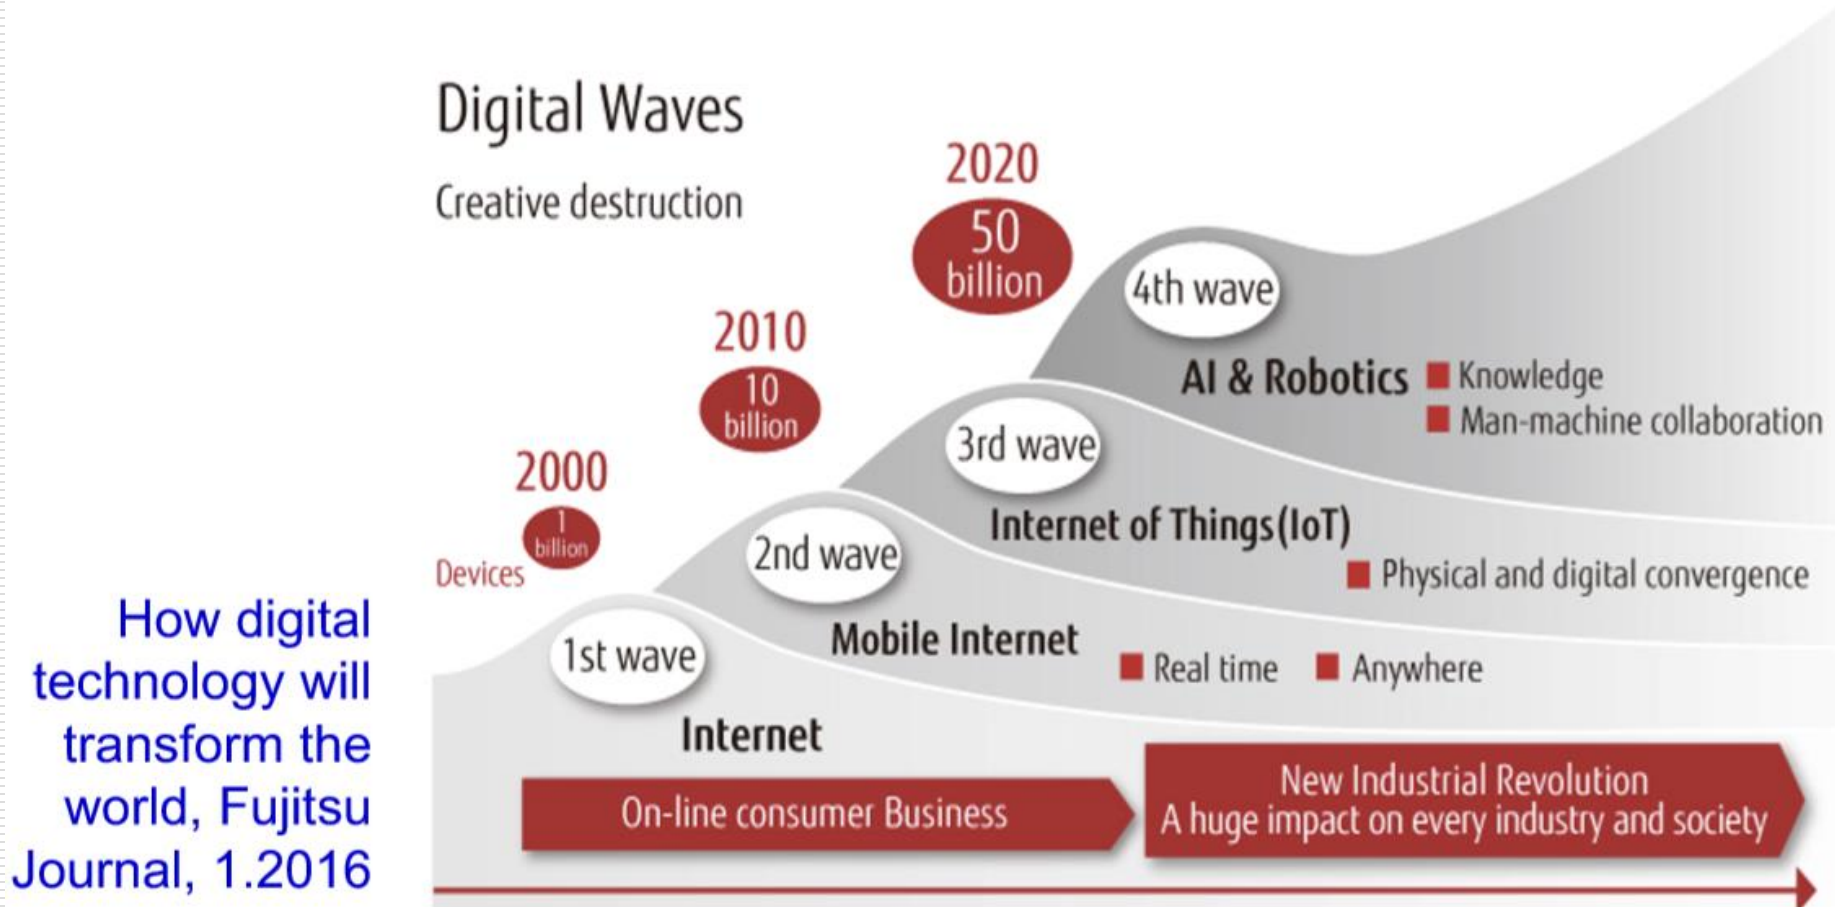 Digital Waves
Creative destruction
2020
50
billion
4th wave
AI & Robotics
Knowledge
Man-machine collaboration
2010
10
billion
3rd wave
Internet of Things(IoT)
Physical and digital convergence
2000
1
billion
Devices
2nd wave
Mobile Internet
Real time
Anywhere
1st wave
Internet
On-line consumer Business
New Industrial Revolution
A huge impact on every industry and society
How digital
technology will
transform the
world, Fujitsu
Journal, 1.2016